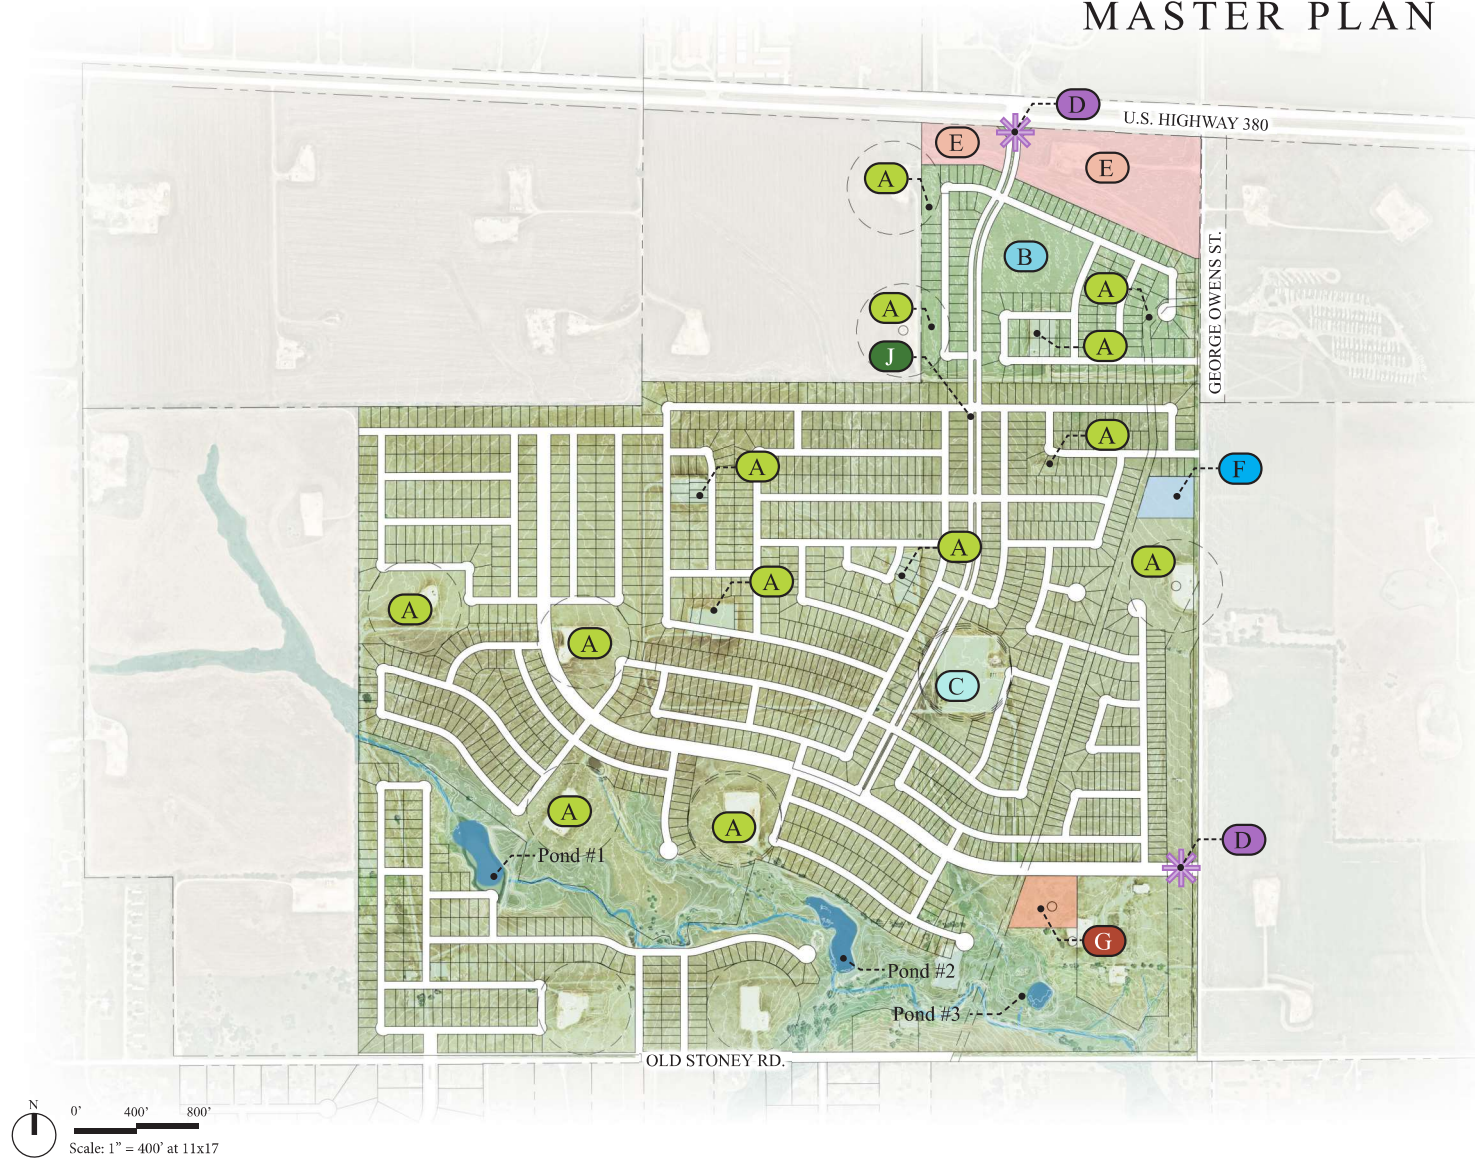 MASTER PLAN
D
U.S. HIGHWAY 380
E
E
A
B
GEORGE OWENS ST.
A
A
J
A
A
A
F
A
A
A
A
A
C
A
A
D
Pond #1
G
Pond #2
Pond #3
OLD STONEY RD.
N
0' 400' 800'
Scale: 1" = 400' at 11x17